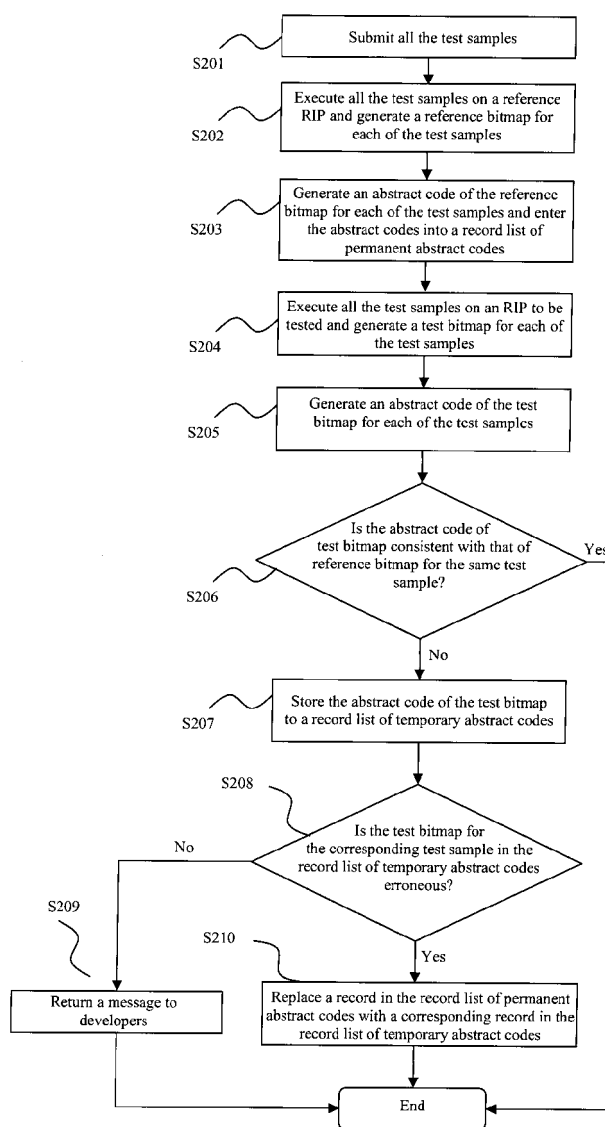 Submit all the test samples
S201
Execute all the test samples on a reference
RIP and generate a reference bitmap for
each of the test samples
S202
Generate an abstract code of the reference
bitmap for each of the test samples and enter
the abstract codes into a record list of
permanent abstract codes
S203
Execute all the test samples on an RIP to be
tested and generate a test bitmap for each of
the test samples
S204
Generate an abstract code of the test
bitmap for each of the test samples
S205
Is the abstract code of
test bitmap consistent with that of
reference bitmap for the same test
sample?
Yes
S206
No
Store the abstract code of the test bitmap
to a record list of temporary abstract codes
S207
S208
Is the test bitmap for
the corresponding test sample in the
record list of temporary abstract codes
erroneous?
No
S209
S210
Yes
Return a message to
developers
Replace a record in the record list of permanent
abstract codes with a corresponding record in the
record list of temporary abstract codes
End